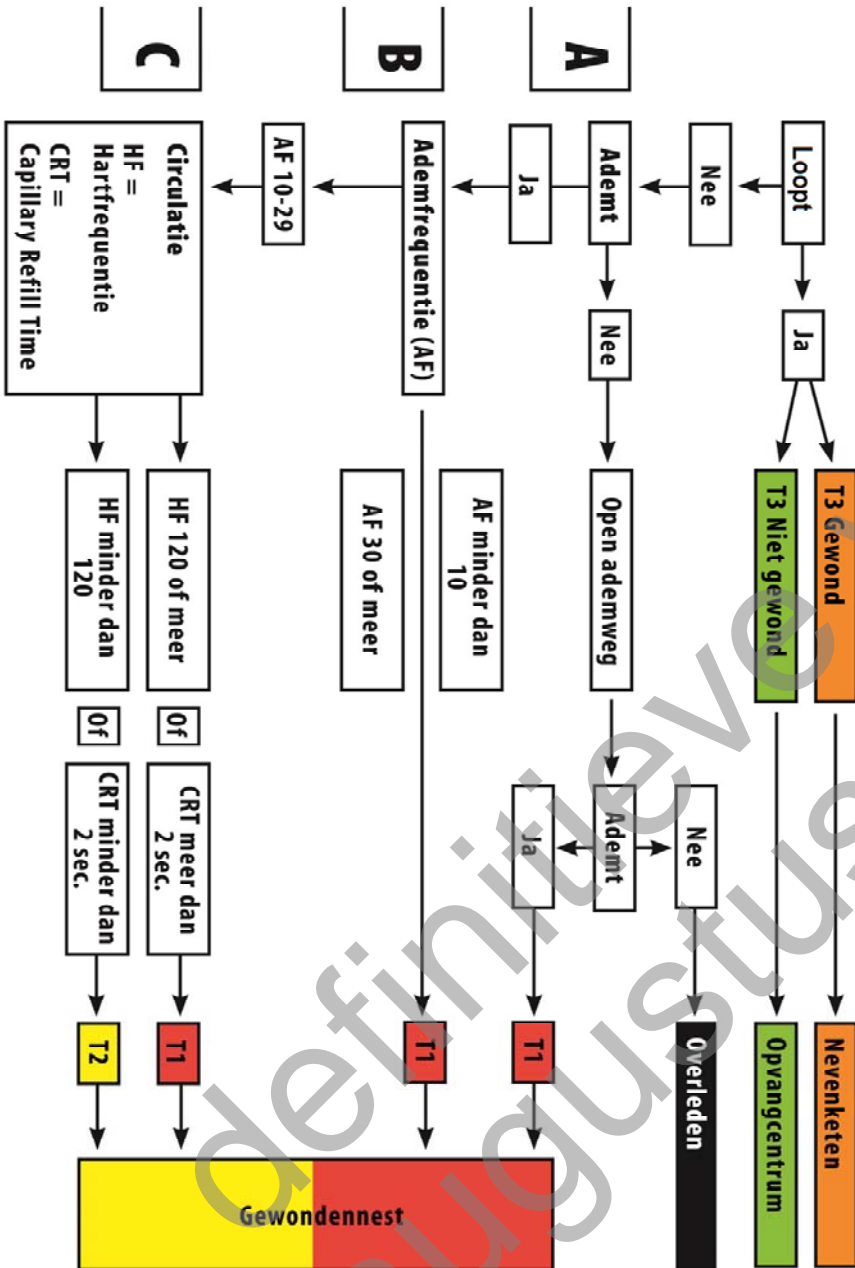 Loopt
Ja
T3 Gewond
Nevenketen
T3 Niet gewond
Opvangcentrum
Nee
A
Ademt
Nee
Open ademweg
Ademt
Nee
Overleden
Ja
T1
Ja
B
Ademfrequentie (AF)
AF minder dan
10
AF 30 of meer
T1
AF 10-29
C
Circulatie
HF =
Hartfrequentie
CRT =
Capillary Refill Time
HF 120 of meer
Of
CRT meer dan
2 sec.
T1
HF minder dan
120
Of
CRT minder dan
2 sec.
T2
Gewondennest
definitieve
augustus